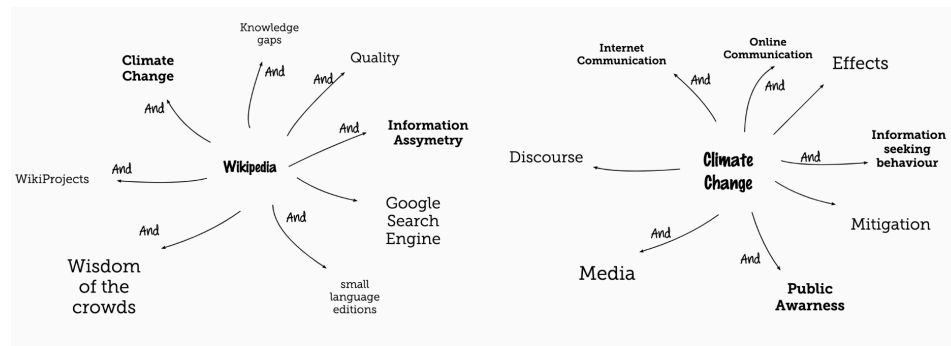 Knowledge
gaps
Climate
Change
And
And
And
Quality
And
Information
Assymetry
Wikipedia
And
WikiProjects
Google
Search
Engine
And
And
Wisdom
of the
crowds
small
language
editions
Internet
Communication
Online
Communication
And
And
Effects
Information
seeking
behaviour
And
Climate
Change
Discourse
Mitigation
And
Media
And
Public
Awarness